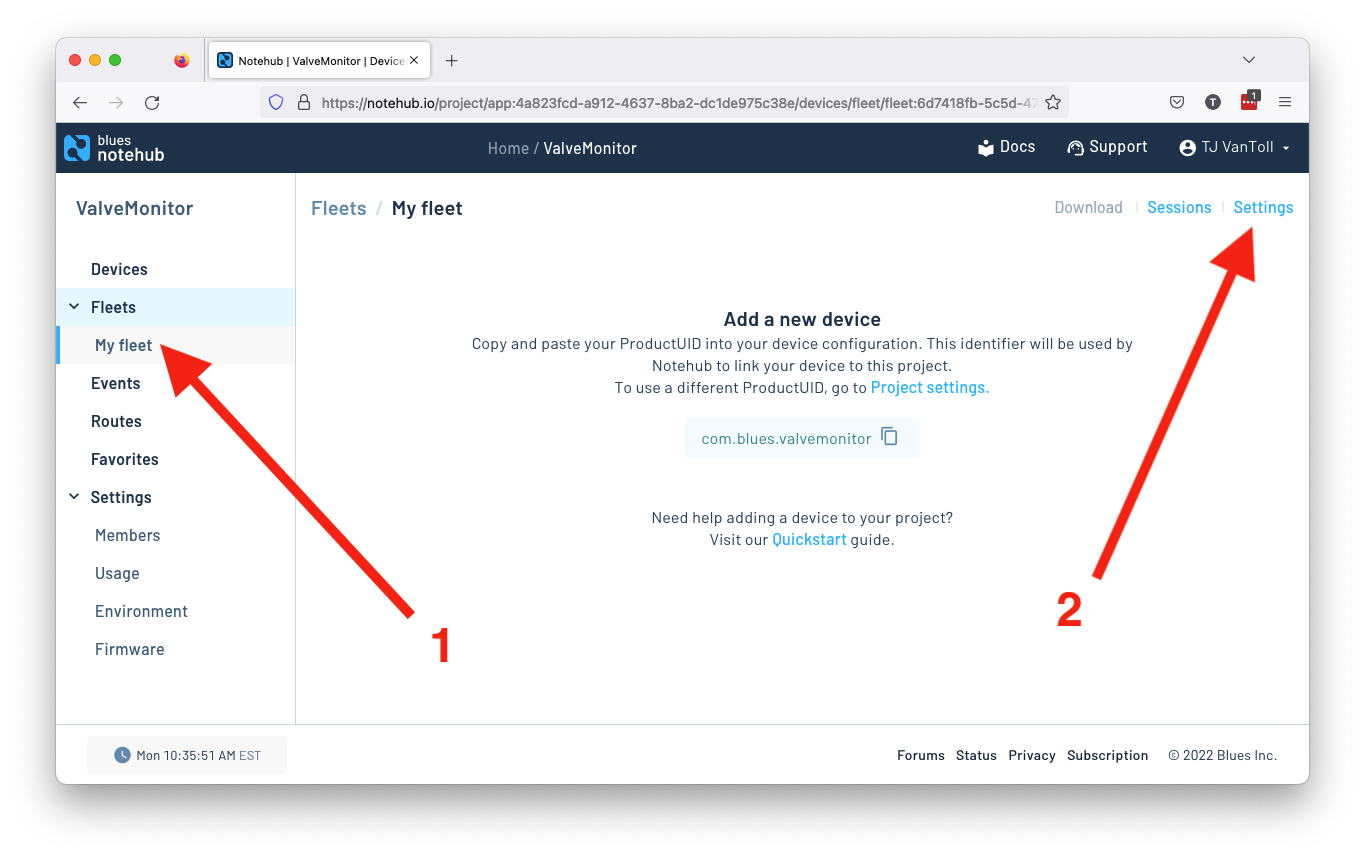 Notehub | ValveMonitor | Device
https://notehub.io/project/app:4a823fcd-a912-4637-8ba2-dc1de975c38e/devices/fleet/fleet:6d7418fb-5c5d-47
T
1
blues
notehub
Home / ValveMonitor
Docs
Support
TJ VanToll
ValveMonitor
Fleets / My fleet
Download
Sessions
Settings
Devices
Fleets
My fleet
Events
Routes
Favorites
Settings
Members
Usage
Environment
Firmware
Add a new device
Copy and paste your ProductUID into your device configuration. This identifier will be used by
Notehub to link your device to this project.
To use a different ProductUID, go to Project settings.
com.blues.valvemonitor
Need help adding a device to your project?
Visit our Quickstart guide.
1
2
Mon 10:35:51 AM EST
Forums
Status
Privacy
Subscription
© 2022 Blues Inc.